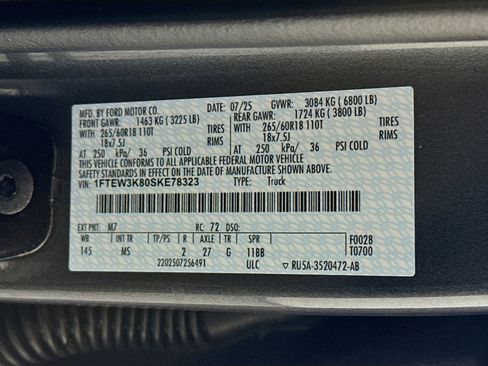 MFD. BY FORD MOTOR CO. DATE: 07/25 GVWR: 3084 KG ( 6800 LB)
FRONT GAWR: 1463 KG ( 3225 LB) REAR GAWR: 1724 KG ( 3800 LB)
WITH 265/60R18 110T TIRES WITH 265/60R18 110T TIRES
18x7.5J RIMS 18x7.5J RIMS
AT 250 kPa/ 36 PSI COLD AT 250 kPa/ 36 PSI COLD
THIS VEHICLE CONFORMS TO ALL APPLICABLE FEDERAL MOTOR VEHICLE
SAFETY STANDARDS IN EFFECT ON THE DATE OF MANUFACTURE SHOWN ABOVE.
VIN: 1FTEW3K80SKE78323 TYPE: Truck
EXT PNT: M7 RC: 72 DSO:
WB INT TR TP/PS R AXLE TR SPR F0028
145 MS 2 27 G 11BB T0700
2202507256491 ULC ▽ RU5A-3520472-AB